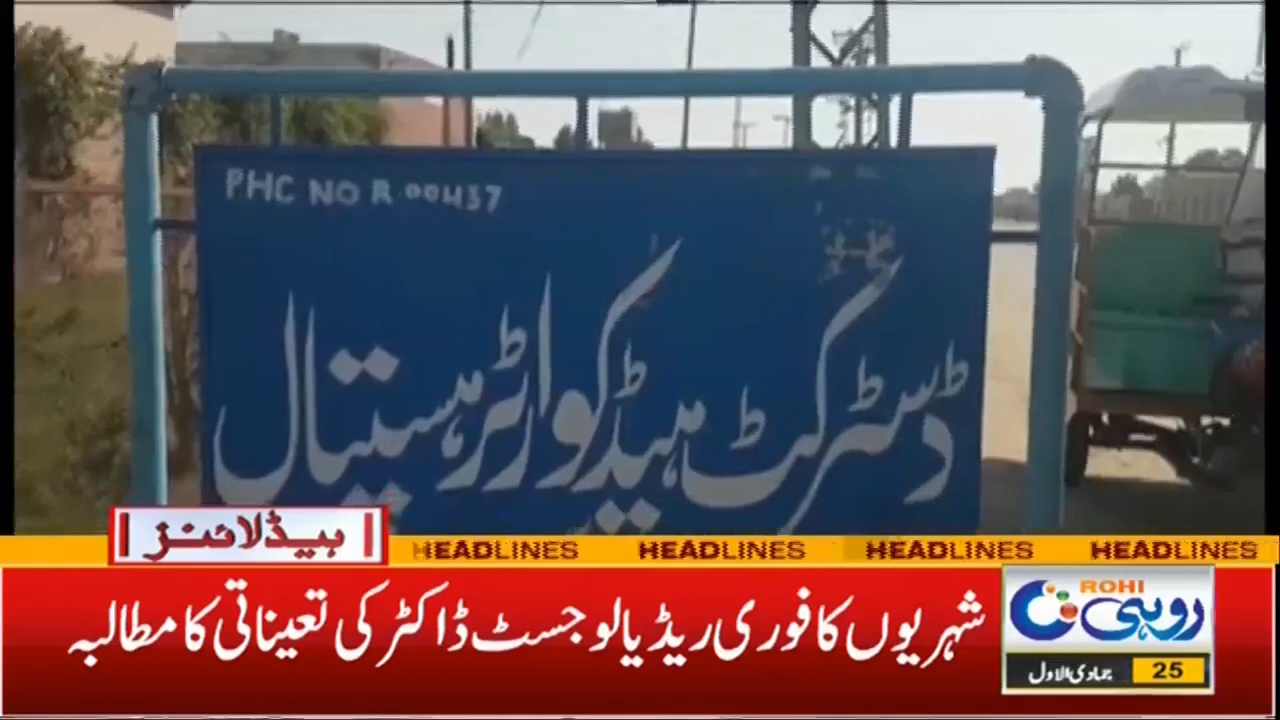 PHC NO R-00437
ڈسٹرکٹ ہیڈکوارٹر ہسپتال
ہیڈلائنز
HEADLINES HEADLINES HEADLINES HEADLINES
شہریوں کا فوری ریڈیالوجسٹ ڈاکٹر کی تعیناتی کا مطالبہ
ROHI
روہی
25 جمادی الاول